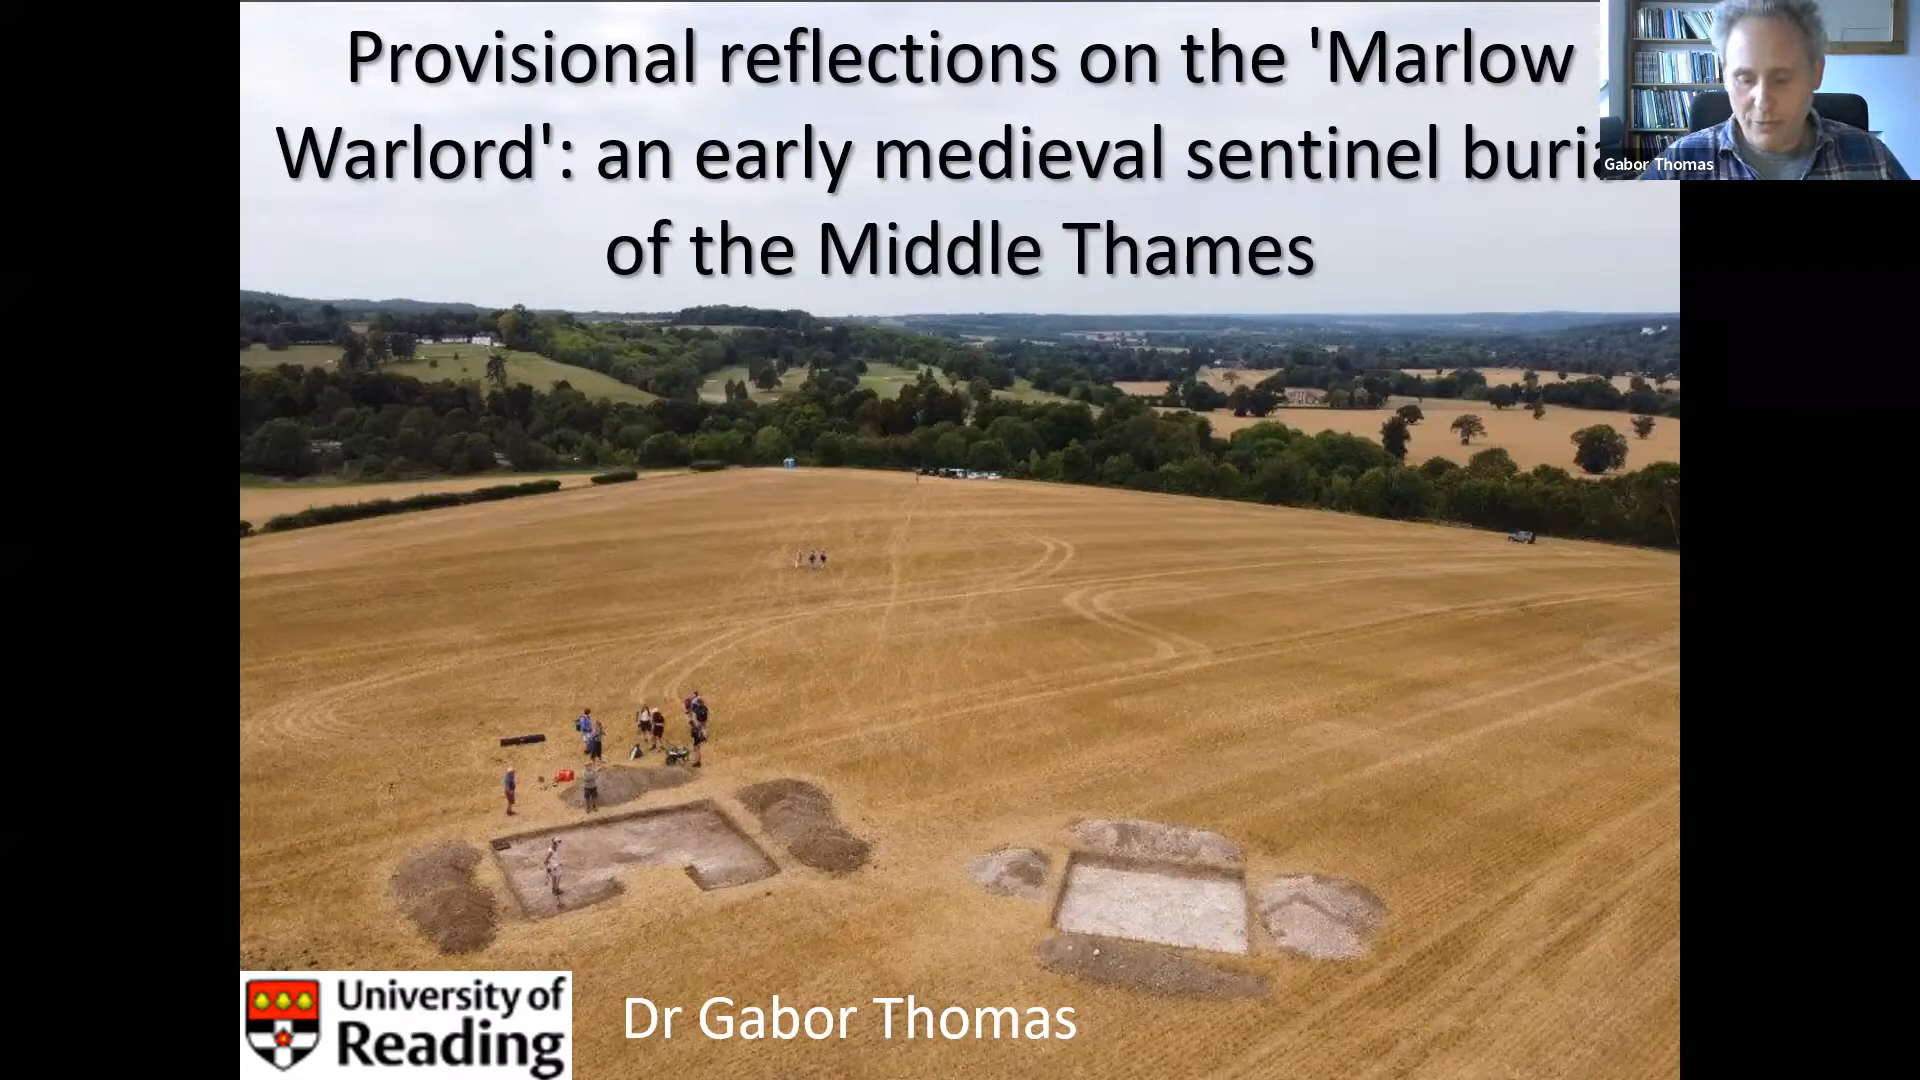 Provisional reflections on the 'Marlow
Warlord': an early medieval sentinel buria
of the Middle Thames
Gabor Thomas
University of
Reading
Dr Gabor Thomas